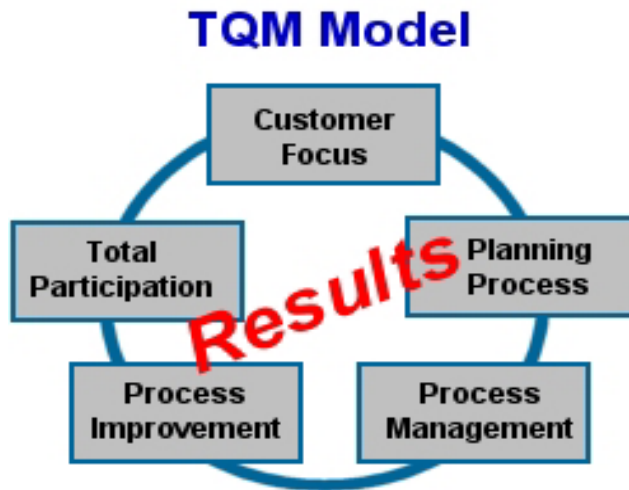 TQM Model
Customer
Focus
Total
Participation
Results
Planning
Process
Process
Improvement
Process
Management